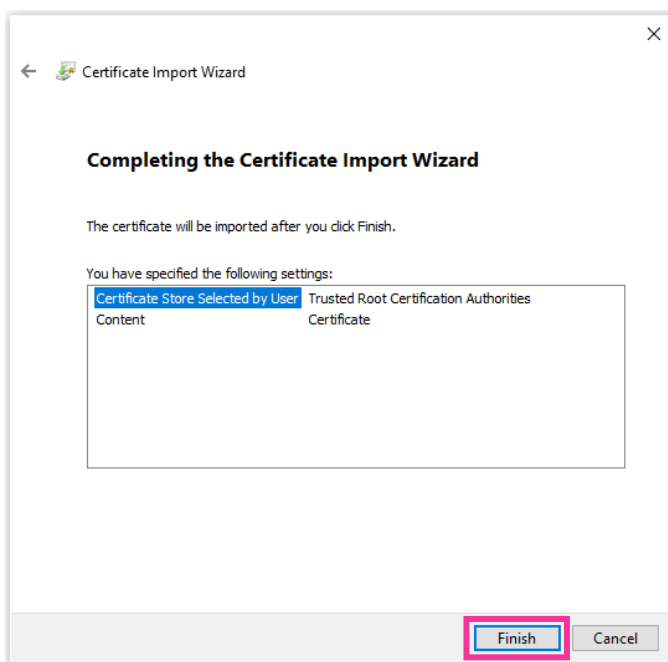 Certificate Import Wizard
Completing the Certificate Import Wizard
The certificate will be imported after you click Finish.
You have specified the following settings:
Certificate Store Selected by User Trusted Root Certification Authorities
Content Certificate
Finish Cancel